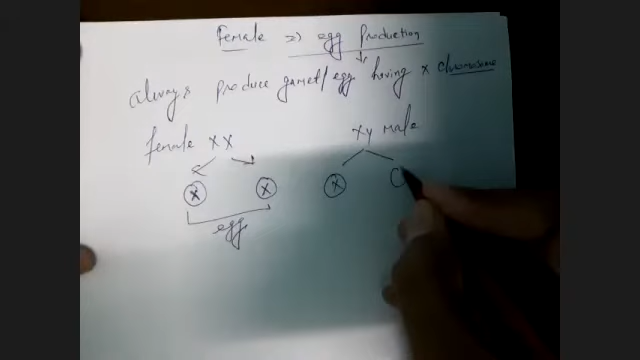 Female => egg Production
always produce gamet/egg having x chromosome
female XX
Xy male
X X X
egg